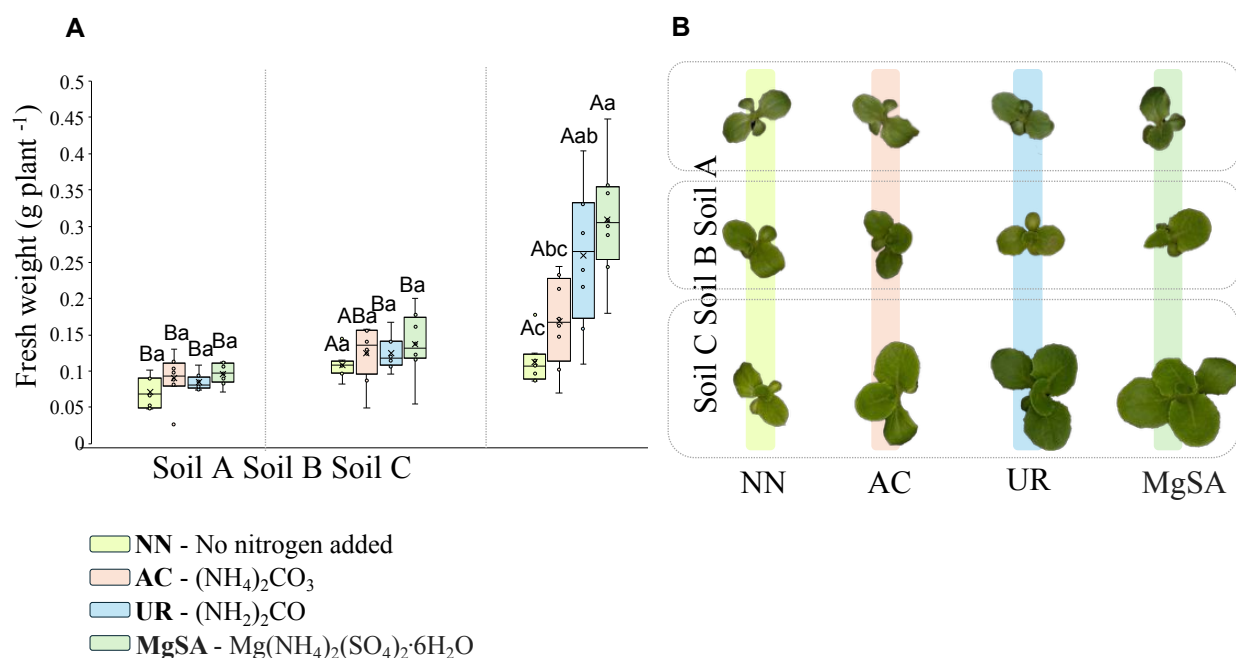 A
B
0.5
0.45
0.4
0.35
0.3
0.25
0.2
0.15
0.1
0.05
0
Fresh weight (g plant -1)
Ba
Ba
Ba
Ba
Aa
ABa
Ba
Ba
Ac
Abc
Aab
Aa
Soil A Soil B Soil C
Soil C Soil B Soil A
NN AC UR MgSA
NN - No nitrogen added
AC - (NH₄)₂CO₃
UR - (NH₂)₂CO
MgSA - Mg(NH₄)₂(SO₄)₂·6H₂O